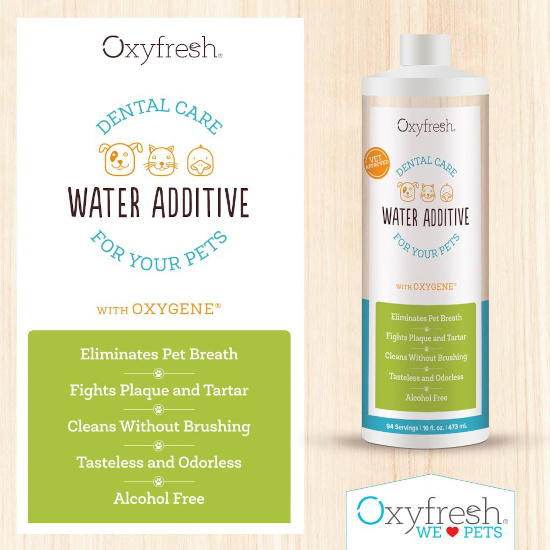 Oxyfresh®
DENTAL CARE
WATER ADDITIVE
FOR YOUR PETS
WITH OXYGENE®
Eliminates Pet Breath
Fights Plaque and Tartar
Cleans Without Brushing
Tasteless and Odorless
Alcohol Free
Oxyfresh®
VET
APPROVED
DENTAL CARE
WATER ADDITIVE
FOR YOUR PETS
WITH OXYGENE®
Eliminates Pet Breath
Fights Plaque and Tartar
Cleans Without Brushing
Tasteless and Odorless
Alcohol Free
94 Servings | 16 fl. oz. | 473 mL
Oxyfresh®
WE ♥ PETS